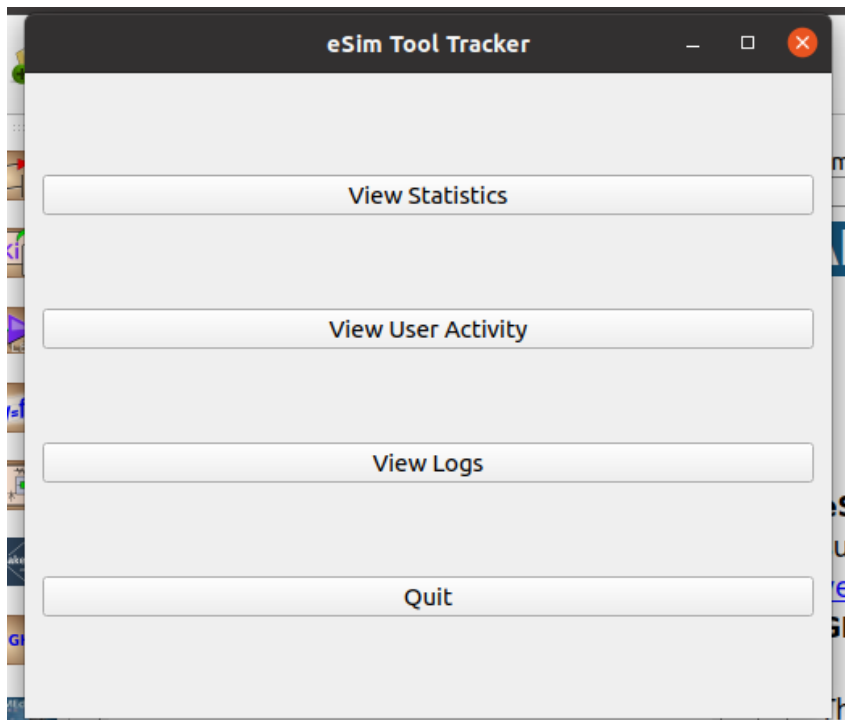 eSim Tool Tracker
View Statistics
View User Activity
View Logs
Quit